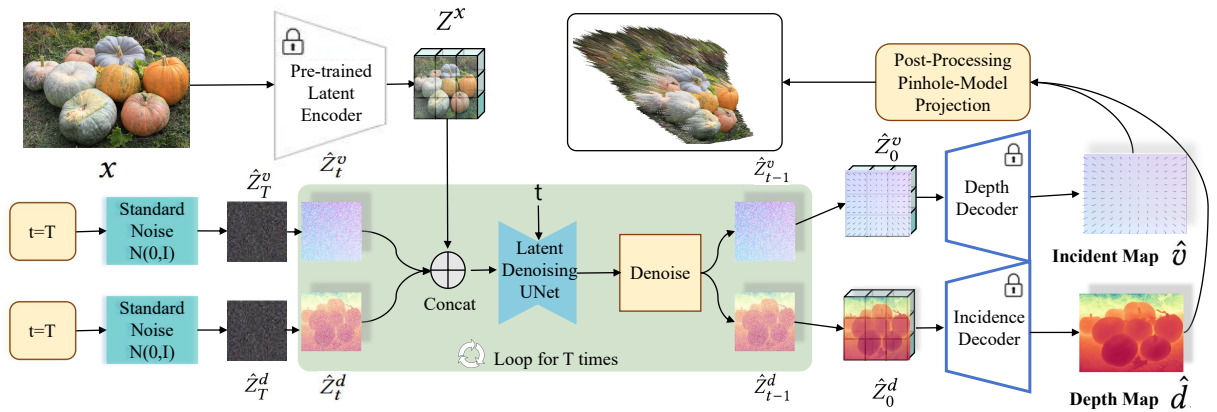 x
Pre-trained
Latent
Encoder
Z^x
Post-Processing
Pinhole-Model
Projection
t=T
Standard
Noise
N(0,I)
Ẑ_T^v
Ẑ_t^v
t
Concat
Latent
Denoising
UNet
Denoise
Ẑ_{t-1}^v
Ẑ_0^v
Depth
Decoder
Incident Map v̂
t=T
Standard
Noise
N(0,I)
Ẑ_T^d
Ẑ_t^d
Loop for T times
Ẑ_{t-1}^d
Ẑ_0^d
Incidence
Decoder
Depth Map d̂